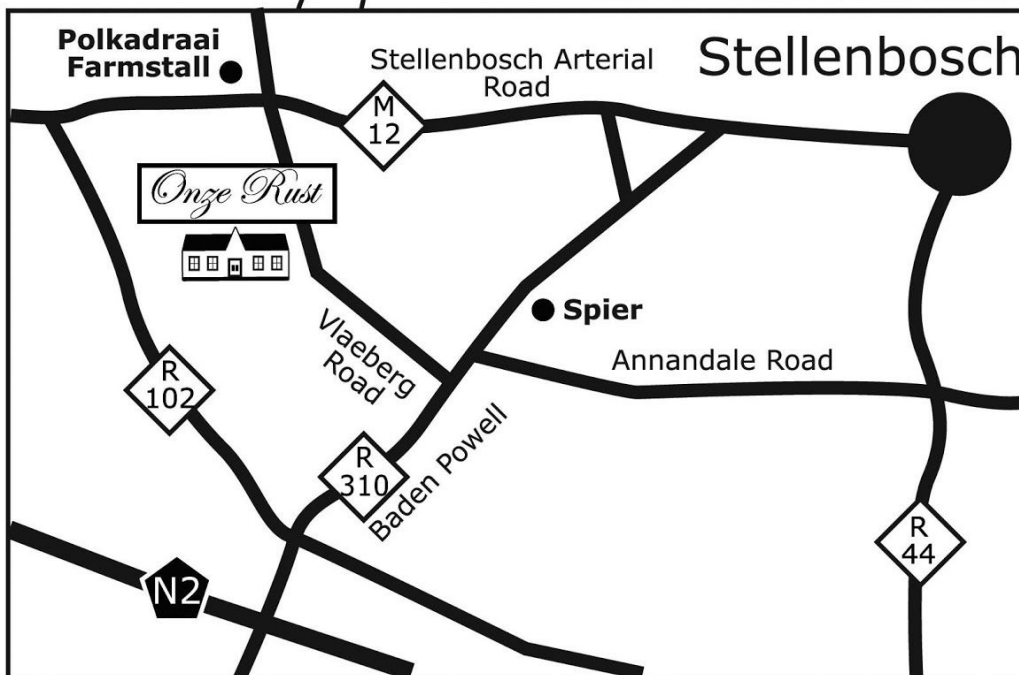 Polkadraai
Farmstall
Stellenbosch Arterial
Road
Stellenbosch
M
12
Onze Rust
Spier
Vlaeberg
Road
Annandale Road
R
102
R
310
Baden Powell
R
44
N2